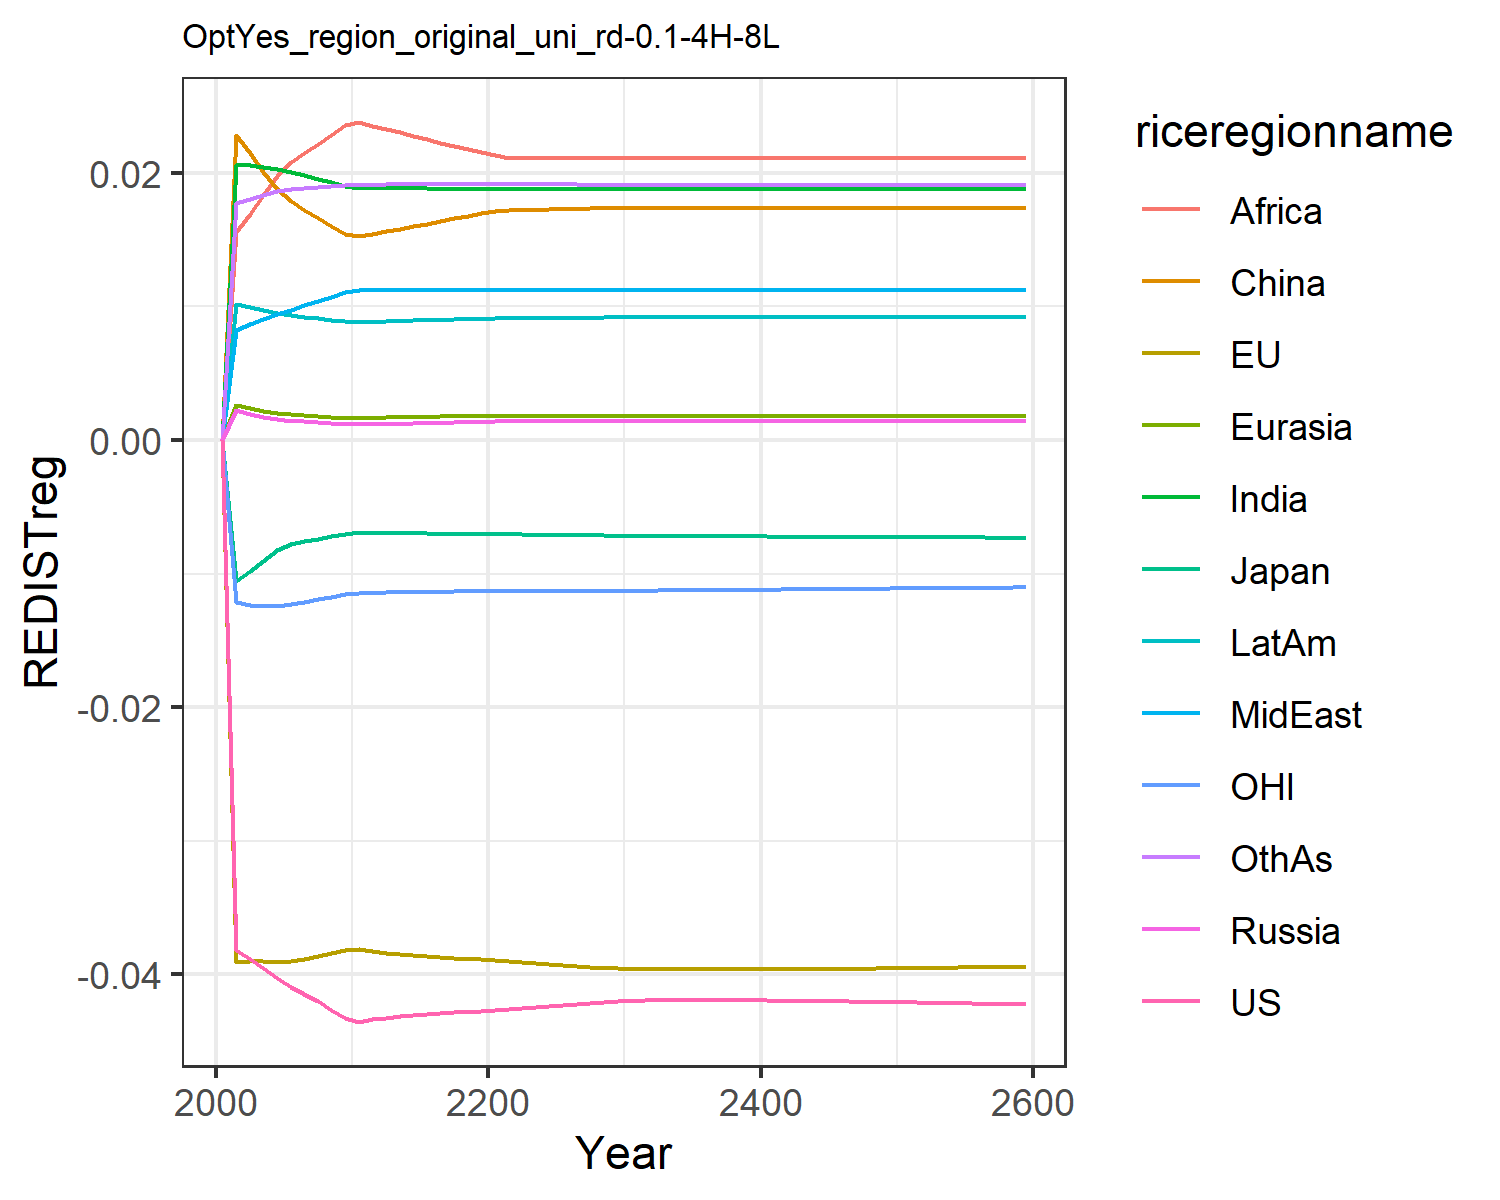 OptYes_region_original_uni_rd-0.1-4H-8L
REDISTreg
0.02
0.00
-0.02
-0.04
2000
2200
2400
2600
Year
riceregionname
Africa
China
EU
Eurasia
India
Japan
LatAm
MidEast
OHI
OthAs
Russia
US